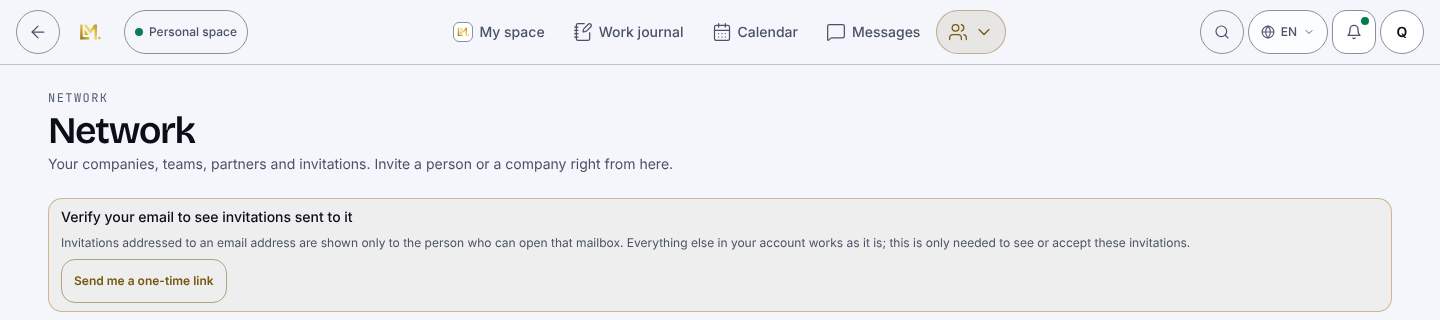 LM.
Personal space
LM.
My space
Work journal
Calendar
Messages
EN
Q
NETWORK
Network
Your companies, teams, partners and invitations. Invite a person or a company right from here.
Verify your email to see invitations sent to it
Invitations addressed to an email address are shown only to the person who can open that mailbox. Everything else in your account works as it is; this is only needed to see or accept these invitations.
Send me a one-time link